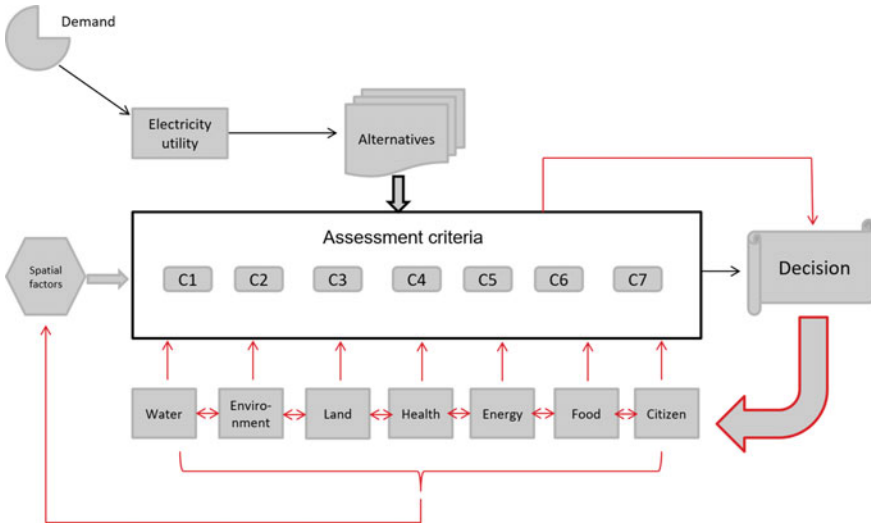 Demand
Electricity
utility
Alternatives
Assessment criteria
Spatial
factors
C1
C2
C3
C4
C5
C6
C7
Decision
Water
Environ-
nment
Land
Health
Energy
Food
Citizen